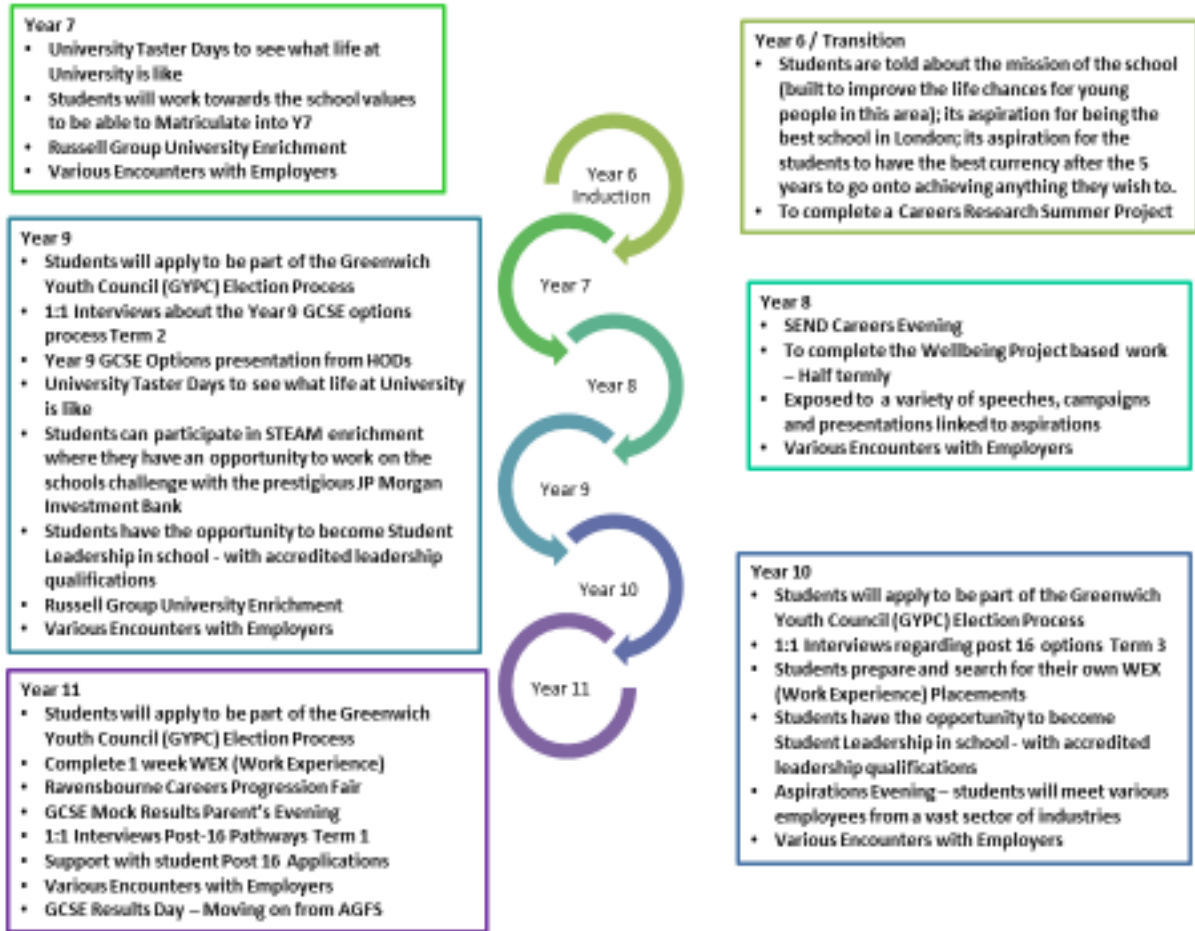 Year 7
• University Taster Days to see what life at
University is like
• Students will work towards the school values
to be able to Matriculate into Y7
• Russell Group University Enrichment
• Various Encounters with Employers
Year 6 / Transition
• Students are told about the mission of the school
(built to improve the life chances for young
people in this area); its aspiration for being the
best school in London; its aspiration for the
students to have the best currency after the 5
years to go onto achieving anything they wish to.
• To complete a Careers Research Summer Project
Year 6
Induction
Year 7
Year 8
Year 9
Year 10
Year 11
Year 9
• Students will apply to be part of the Greenwich
Youth Council (GYPC) Election Process
• 1:1 Interviews about the Year 9 GCSE options
process Term 2
• Year 9 GCSE Options presentation from HODs
• University Taster Days to see what life at University
is like
• Students can participate in STEAM enrichment
where they have an opportunity to work on the
schools challenge with the prestigious JP Morgan
Investment Bank
• Students have the opportunity to become Student
Leadership in school - with accredited leadership
qualifications
• Russell Group University Enrichment
• Various Encounters with Employers
Year 8
• SEND Careers Evening
• To complete the Wellbeing Project based work
– Half termly
• Exposed to a variety of speeches, campaigns
and presentations linked to aspirations
• Various Encounters with Employers
Year 10
• Students will apply to be part of the Greenwich
Youth Council (GYPC) Election Process
• 1:1 Interviews regarding post 16 options Term 3
• Students prepare and search for their own WEX
(Work Experience) Placements
• Students have the opportunity to become
Student Leadership in school - with accredited
leadership qualifications
• Aspirations Evening – students will meet various
employees from a vast sector of industries
• Various Encounters with Employers
Year 11
• Students will apply to be part of the Greenwich
Youth Council (GYPC) Election Process
• Complete 1 week WEX (Work Experience)
• Ravensbourne Careers Progression Fair
• GCSE Mock Results Parent's Evening
• 1:1 Interviews Post-16 Pathways Term 1
• Support with student Post 16 Applications
• Various Encounters with Employers
• GCSE Results Day – Moving on from AGFS